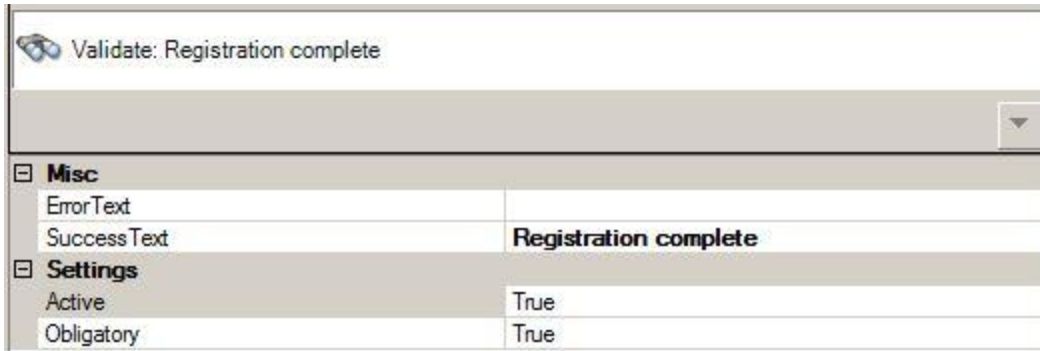 Validate: Registration complete
Misc
ErrorText
SuccessText Registration complete
Settings
Active True
Obligatory True